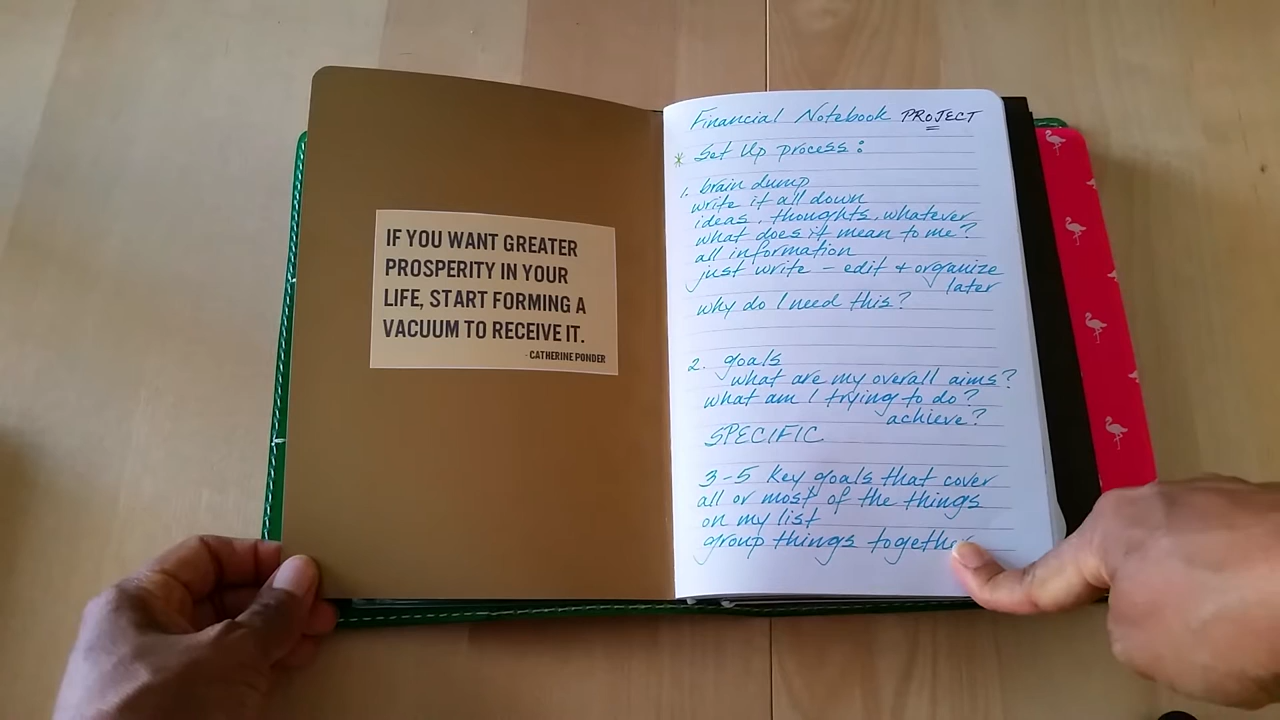 IF YOU WANT GREATER
PROSPERITY IN YOUR
LIFE, START FORMING A
VACUUM TO RECEIVE IT.
- CATHERINE PONDER
Financial Notebook PROJECT
* Set Up process:
1. brain dump
write it all down
ideas, thoughts, whatever
what does it mean to me?
all information
just write - edit + organize
later
why do I need this?
2. goals
what are my overall aims?
what am I trying to do?
achieve?
SPECIFIC
3-5 key goals that cover
all or most of the things
on my list
group things together